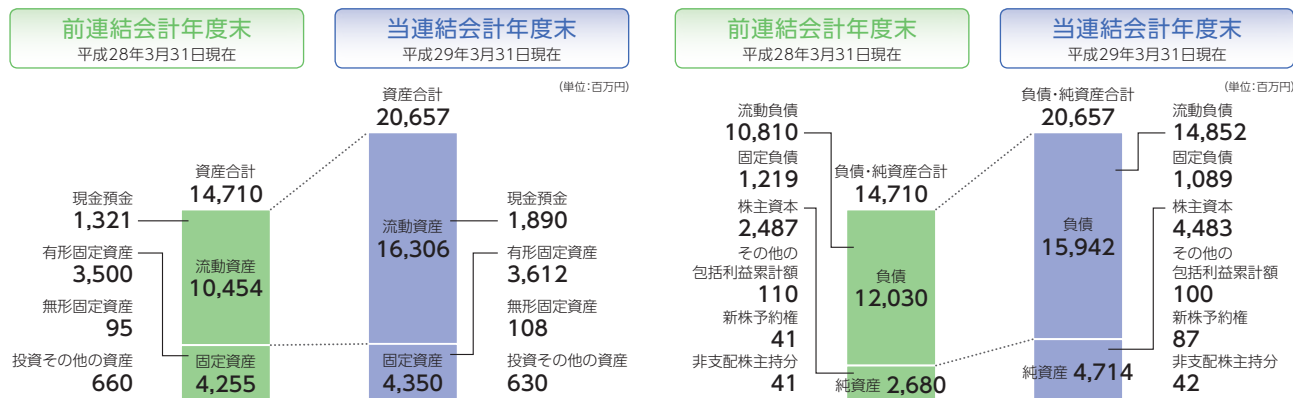 前連結会計年度末
平成28年3月31日現在
当連結会計年度末
平成29年3月31日現在
(単位:百万円)
資産合計
14,710
現金預金
1,321
有形固定資産
3,500
無形固定資産
95
投資その他の資産
660
流動資産
10,454
固定資産
4,255
資産合計
20,657
流動資産
16,306
固定資産
4,350
現金預金
1,890
有形固定資産
3,612
無形固定資産
108
投資その他の資産
630
前連結会計年度末
平成28年3月31日現在
当連結会計年度末
平成29年3月31日現在
(単位:百万円)
流動負債
10,810
固定負債
1,219
株主資本
2,487
その他の
包括利益累計額
110
新株予約権
41
非支配株主持分
41
負債・純資産合計
14,710
負債
12,030
純資産 2,680
負債・純資産合計
20,657
負債
15,942
純資産 4,714
流動負債
14,852
固定負債
1,089
株主資本
4,483
その他の
包括利益累計額
100
新株予約権
87
非支配株主持分
42